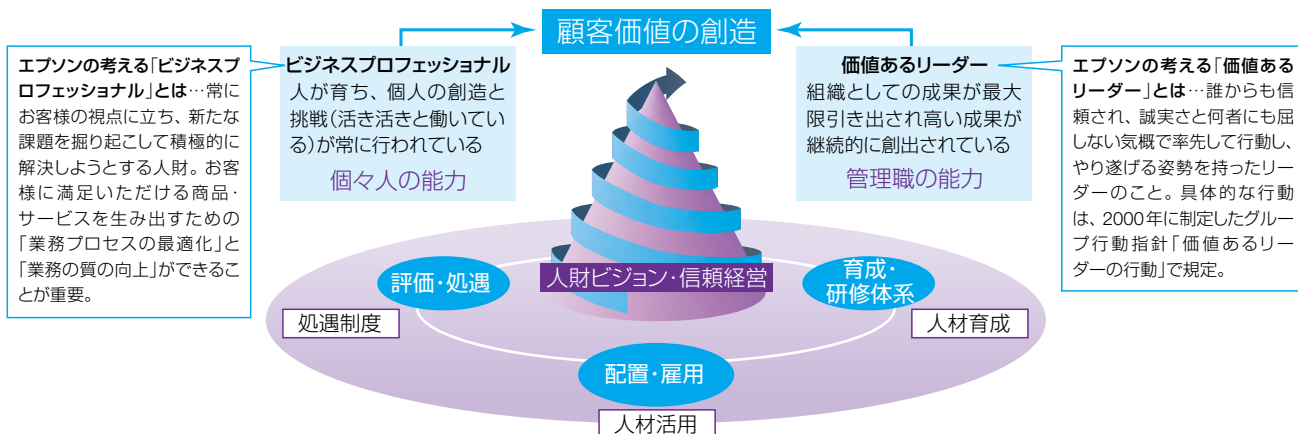 顧客価値の創造
エプソンの考える「ビジネスプ
ロフェッショナル」とは…常に
お客様の視点に立ち、新たな
課題を掘り起こして積極的に
解決しようとする人財。お客
様に満足いただける商品・
サービスを生み出すための
「業務プロセスの最適化」と
「業務の質の向上」ができるこ
とが重要。
ビジネスプロフェッショナル
人が育ち、個人の創造と
挑戦(活き活きと働いてい
る)が常に行われている
個々人の能力
価値あるリーダー
組織としての成果が最大
限引き出され高い成果が
継続的に創出されている
管理職の能力
エプソンの考える「価値ある
リーダー」とは…誰からも信
頼され、誠実さと何者にも屈
しない気概で率先して行動し、
やり遂げる姿勢を持ったリー
ダーのこと。具体的な行動
は、2000年に制定したグルー
プ行動指針「価値あるリー
ダーの行動」で規定。
人財ビジョン・信頼経営
評価・処遇
処遇制度
育成・
研修体系
人材育成
配置・雇用
人材活用